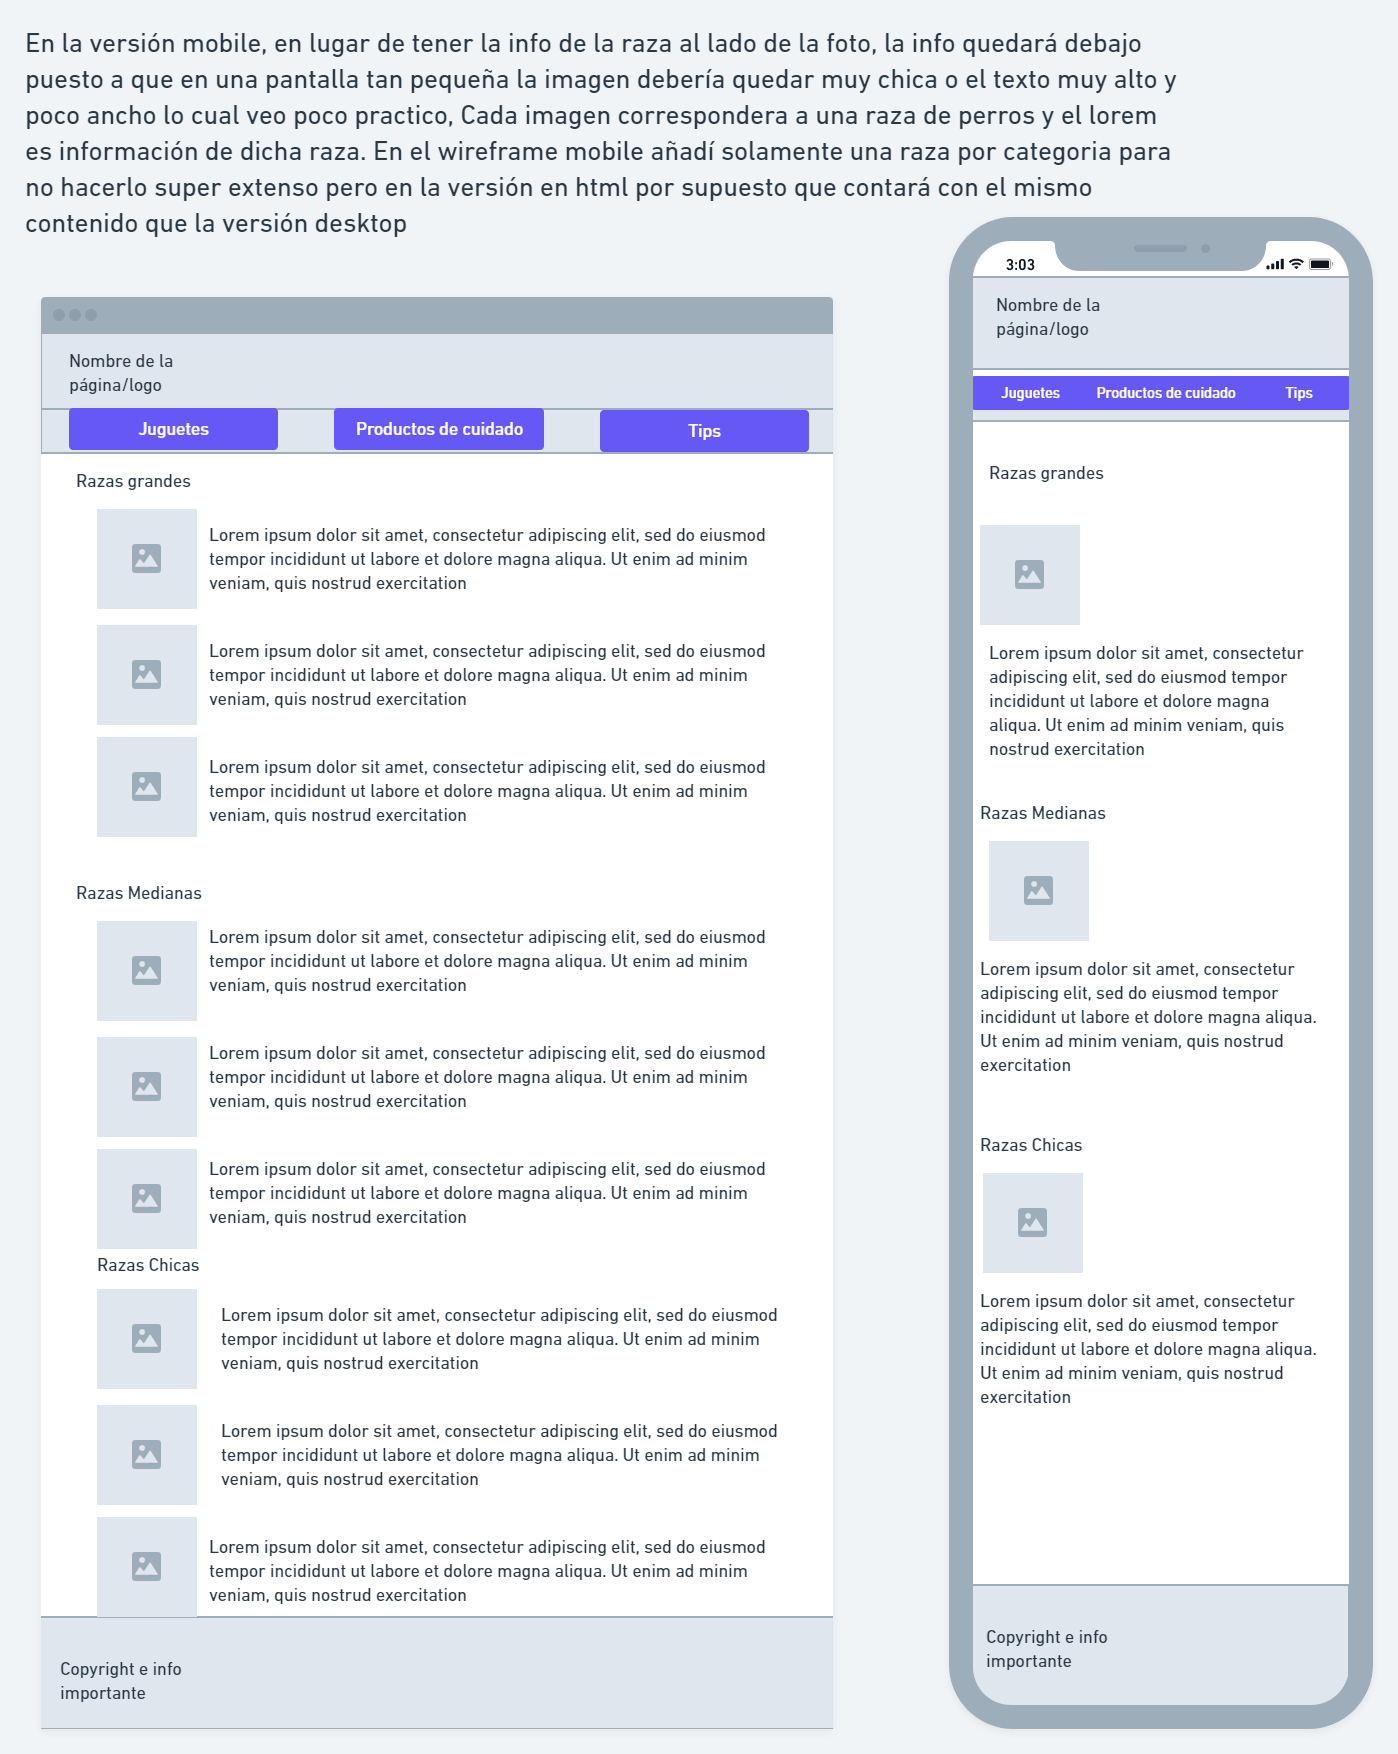 En la versión mobile, en lugar de tener la info de la raza al lado de la foto, la info quedará debajo
puesto a que en una pantalla tan pequeña la imagen debería quedar muy chica o el texto muy alto y
poco ancho lo cual veo poco practico, Cada imagen correspondera a una raza de perros y el lorem
es información de dicha raza. En el wireframe mobile añadí solamente una raza por categoria para
no hacerlo super extenso pero en la versión en html por supuesto que contará con el mismo
contenido que la versión desktop
Nombre de la
página/logo
Juguetes
Productos de cuidado
Tips
Razas grandes
Lorem ipsum dolor sit amet, consectetur adipiscing elit, sed do eiusmod
tempor incididunt ut labore et dolore magna aliqua. Ut enim ad minim
veniam, quis nostrud exercitation
Lorem ipsum dolor sit amet, consectetur adipiscing elit, sed do eiusmod
tempor incididunt ut labore et dolore magna aliqua. Ut enim ad minim
veniam, quis nostrud exercitation
Lorem ipsum dolor sit amet, consectetur adipiscing elit, sed do eiusmod
tempor incididunt ut labore et dolore magna aliqua. Ut enim ad minim
veniam, quis nostrud exercitation
Razas Medianas
Lorem ipsum dolor sit amet, consectetur adipiscing elit, sed do eiusmod
tempor incididunt ut labore et dolore magna aliqua. Ut enim ad minim
veniam, quis nostrud exercitation
Lorem ipsum dolor sit amet, consectetur adipiscing elit, sed do eiusmod
tempor incididunt ut labore et dolore magna aliqua. Ut enim ad minim
veniam, quis nostrud exercitation
Lorem ipsum dolor sit amet, consectetur adipiscing elit, sed do eiusmod
tempor incididunt ut labore et dolore magna aliqua. Ut enim ad minim
veniam, quis nostrud exercitation
Razas Chicas
Lorem ipsum dolor sit amet, consectetur adipiscing elit, sed do eiusmod
tempor incididunt ut labore et dolore magna aliqua. Ut enim ad minim
veniam, quis nostrud exercitation
Lorem ipsum dolor sit amet, consectetur adipiscing elit, sed do eiusmod
tempor incididunt ut labore et dolore magna aliqua. Ut enim ad minim
veniam, quis nostrud exercitation
Lorem ipsum dolor sit amet, consectetur adipiscing elit, sed do eiusmod
tempor incididunt ut labore et dolore magna aliqua. Ut enim ad minim
veniam, quis nostrud exercitation
Copyright e info
importante
3:03
Nombre de la
página/logo
Juguetes
Productos de cuidado
Tips
Razas grandes
Lorem ipsum dolor sit amet, consectetur
adipiscing elit, sed do eiusmod tempor
incididunt ut labore et dolore magna
aliqua. Ut enim ad minim veniam, quis
nostrud exercitation
Razas Medianas
Lorem ipsum dolor sit amet, consectetur
adipiscing elit, sed do eiusmod tempor
incididunt ut labore et dolore magna aliqua.
Ut enim ad minim veniam, quis nostrud
exercitation
Razas Chicas
Lorem ipsum dolor sit amet, consectetur
adipiscing elit, sed do eiusmod tempor
incididunt ut labore et dolore magna aliqua.
Ut enim ad minim veniam, quis nostrud
exercitation
Copyright e info
importante